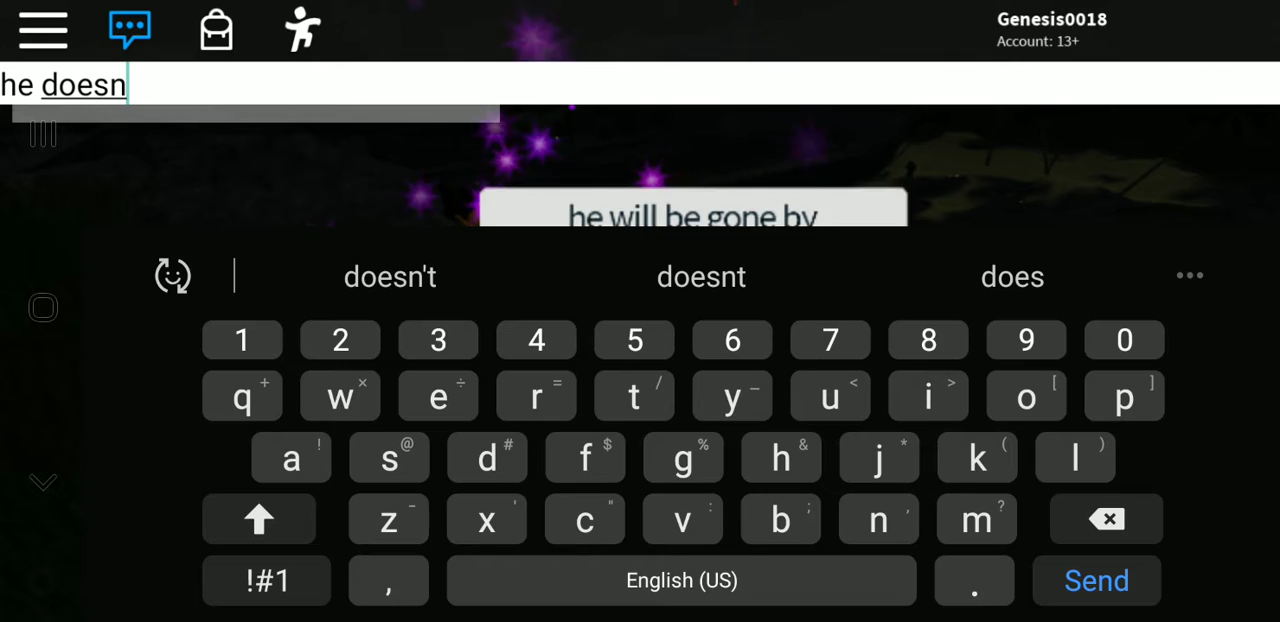 Genesis0018
Account: 13+
he doesn
he will be gone by
doesn't doesnt does
1 2 3 4 5 6 7 8 9 0
q + w × e ÷ r = t / y _ u < i > o [ p ]
a ! s @ d # f $ g % h & j * k ( l )
z - x ' c " v : b ; n , m ?
!#1 , English (US) . Send